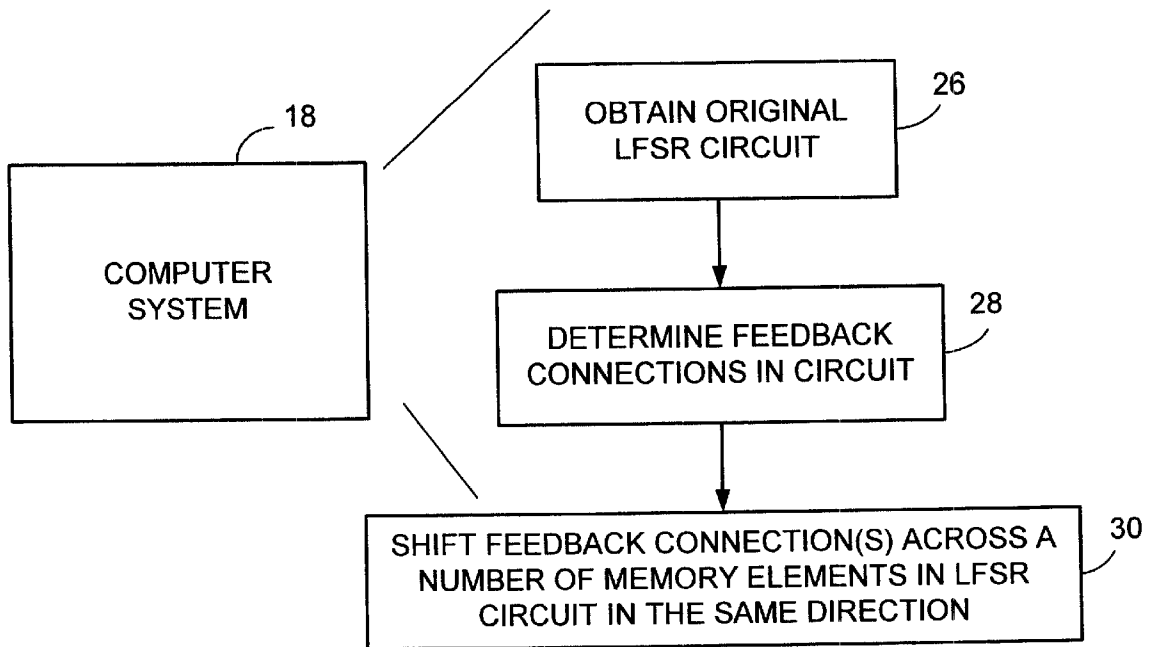 18
COMPUTER
SYSTEM
26
OBTAIN ORIGINAL
LFSR CIRCUIT
28
DETERMINE FEEDBACK
CONNECTIONS IN CIRCUIT
30
SHIFT FEEDBACK CONNECTION(S) ACROSS A
NUMBER OF MEMORY ELEMENTS IN LFSR
CIRCUIT IN THE SAME DIRECTION